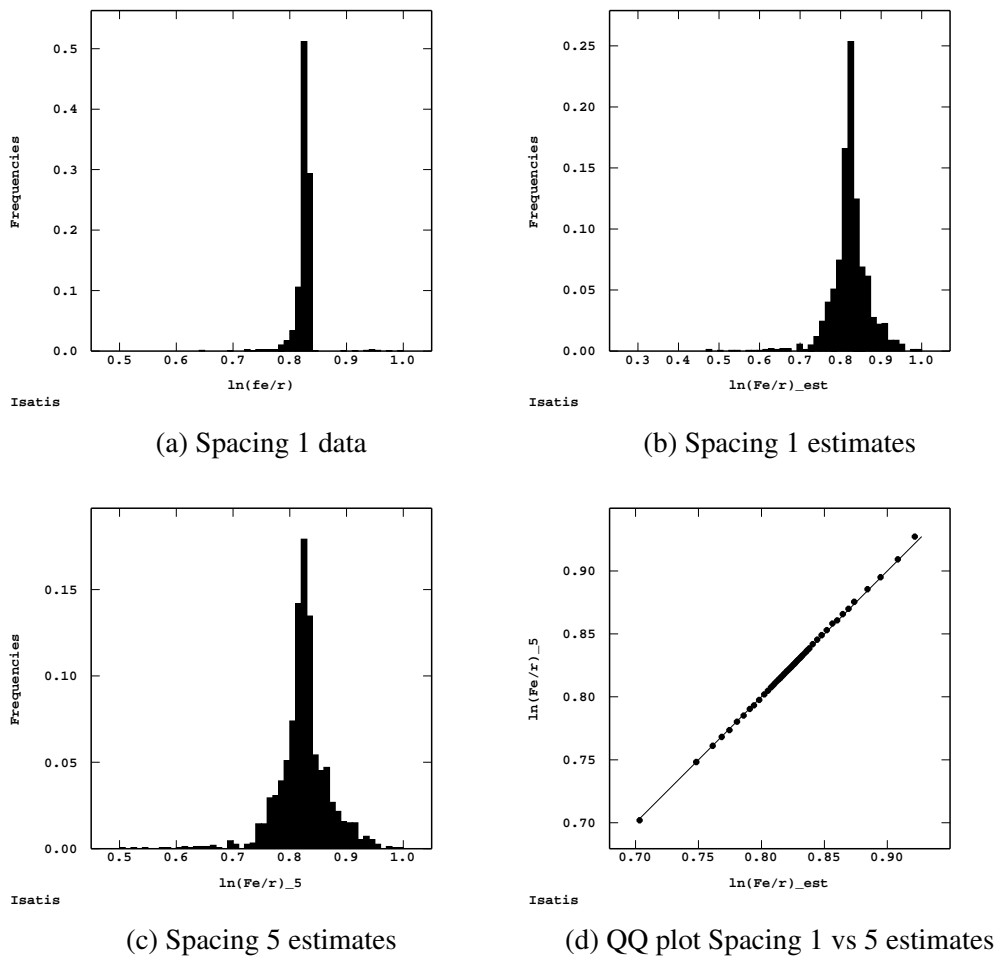 0.5
0.4
0.3
0.2
0.1
0.0
Frequencies
0.5 0.6 0.7 0.8 0.9 1.0
ln(fe/r)
Isatis
(a) Spacing 1 data
0.25
0.20
0.15
0.10
0.05
0.00
Frequencies
0.3 0.4 0.5 0.6 0.7 0.8 0.9 1.0
ln(Fe/r)_est
Isatis
(b) Spacing 1 estimates
0.15
0.10
0.05
0.00
Frequencies
0.5 0.6 0.7 0.8 0.9 1.0
ln(Fe/r)_5
Isatis
(c) Spacing 5 estimates
0.90
0.85
0.80
0.75
0.70
ln(Fe/r)_5
0.70 0.75 0.80 0.85 0.90
ln(Fe/r)_est
Isatis
(d) QQ plot Spacing 1 vs 5 estimates